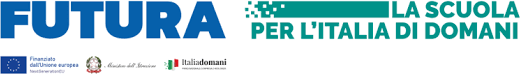 FUTURA
LA SCUOLA
PER L'ITALIA DI DOMANI
Finanziato
dall'Unione europea
NextGenerationEU
Ministero dell'Istruzione
Italiadomani